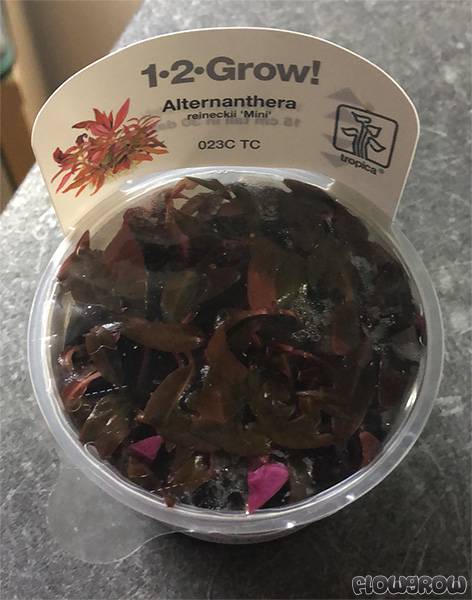 1•2•Grow!
Alternanthera
reineckii 'Mini'
023C TC
tropica®
FLOWGROW